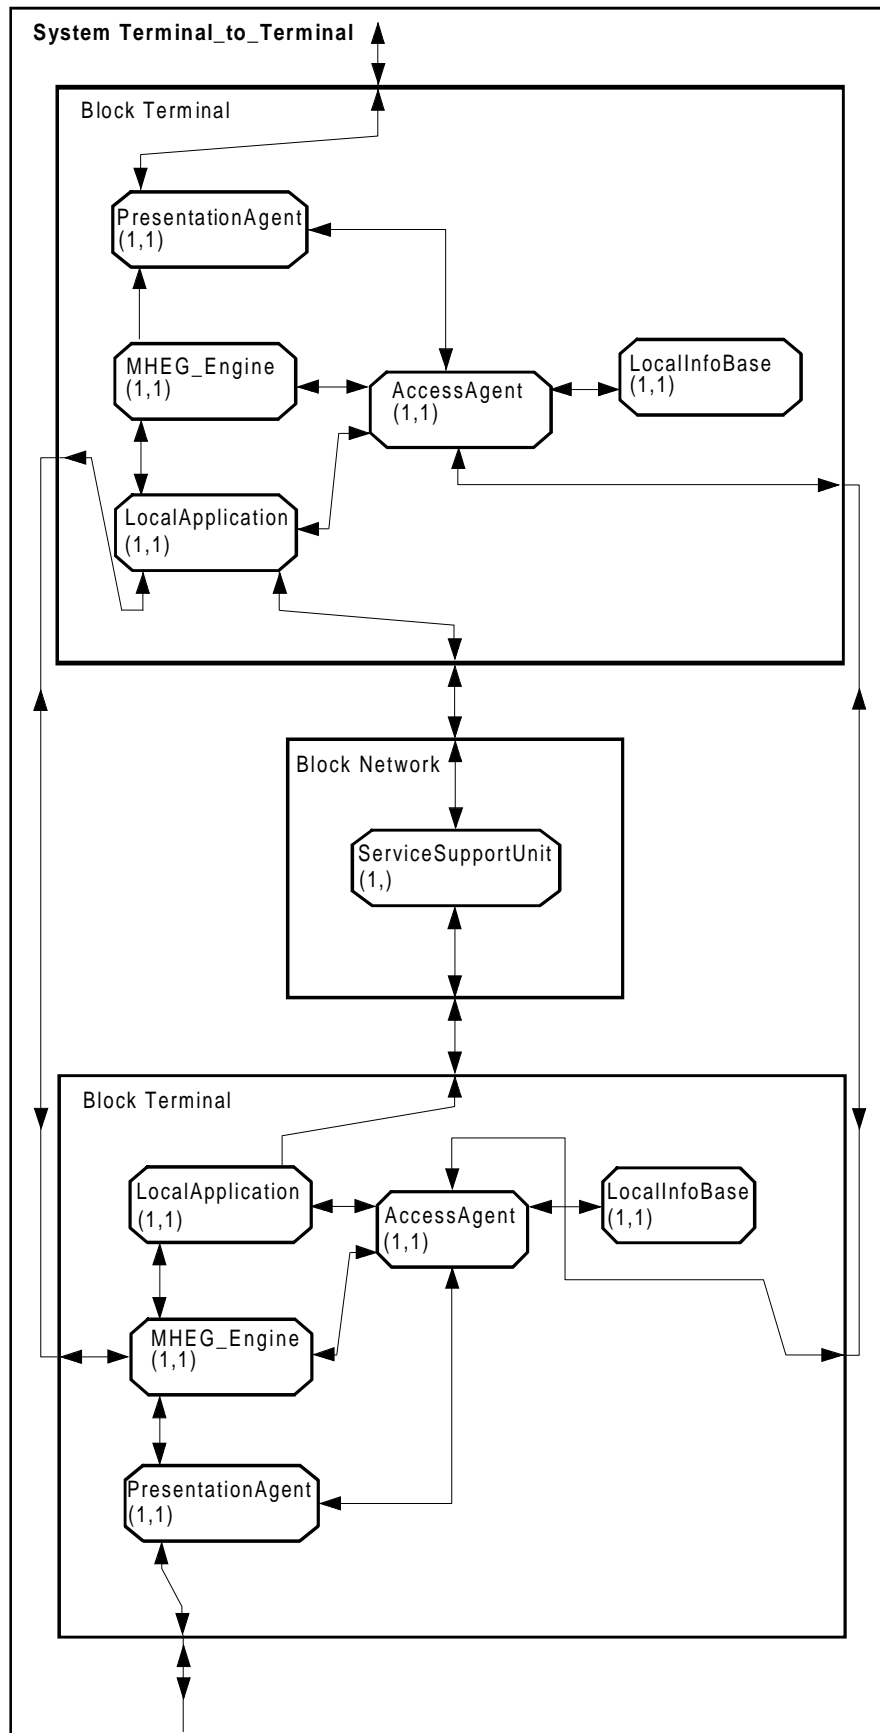 System Terminal_to_Terminal
Block Terminal
PresentationAgent
(1,1)
MHEG_Engine
(1,1)
AccessAgent
(1,1)
LocalInfoBase
(1,1)
LocalApplication
(1,1)
Block Network
ServiceSupportUnit
(1,)
Block Terminal
LocalApplication
(1,1)
AccessAgent
(1,1)
LocalInfoBase
(1,1)
MHEG_Engine
(1,1)
PresentationAgent
(1,1)